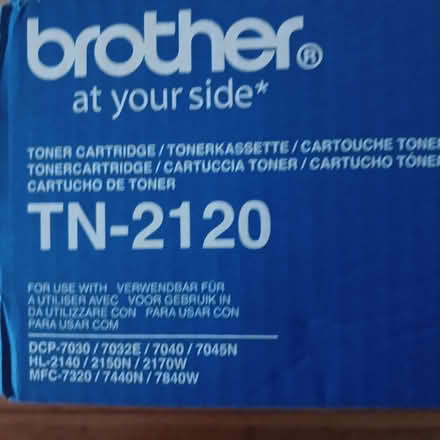 brother®
at your side*
TONER CARTRIDGE / TONERKASSETTE / CARTOUCHE TONE
TONERCARTRIDGE / CARTUCCIA TONER / CARTUCHO TÓNE
CARTUCHO DE TONER
TN-2120
FOR USE WITH VERWENDBAR FÜR
A UTILISER AVEC VOOR GEBRUIK IN
DA UTILIZZARE CON PARA USAR CON
PARA USAR COM
DCP-7030 / 7032E / 7040 / 7045N
HL-2140 / 2150N / 2170W
MFC-7320 / 7440N / 7840W